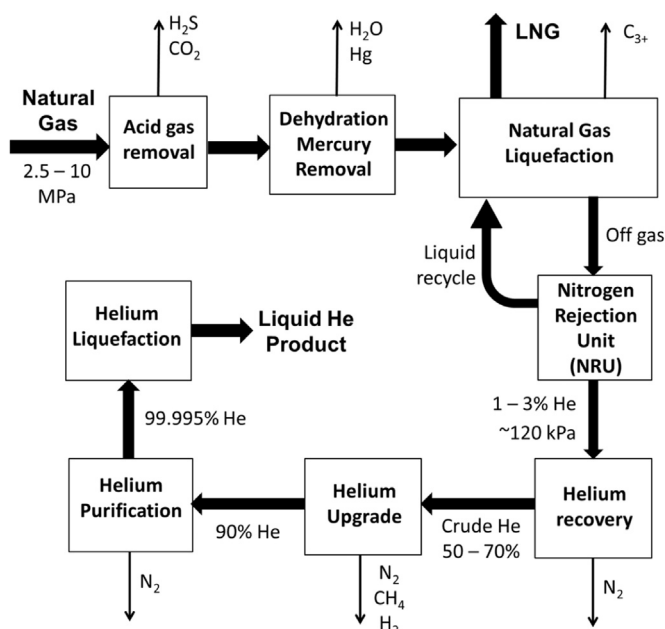 H₂S
CO₂
H₂O
Hg
LNG
C₃₊
Natural
Gas
2.5 – 10
MPa
Acid gas
removal
Dehydration
Mercury
Removal
Natural Gas
Liquefaction
Off gas
Liquid
recycle
Nitrogen
Rejection
Unit
(NRU)
Helium
Liquefaction
Liquid He
Product
1 – 3% He
~120 kPa
99.995% He
Helium
Purification
90% He
Helium
Upgrade
Crude He
50 – 70%
Helium
recovery
N₂
N₂
CH₄
H₂
N₂